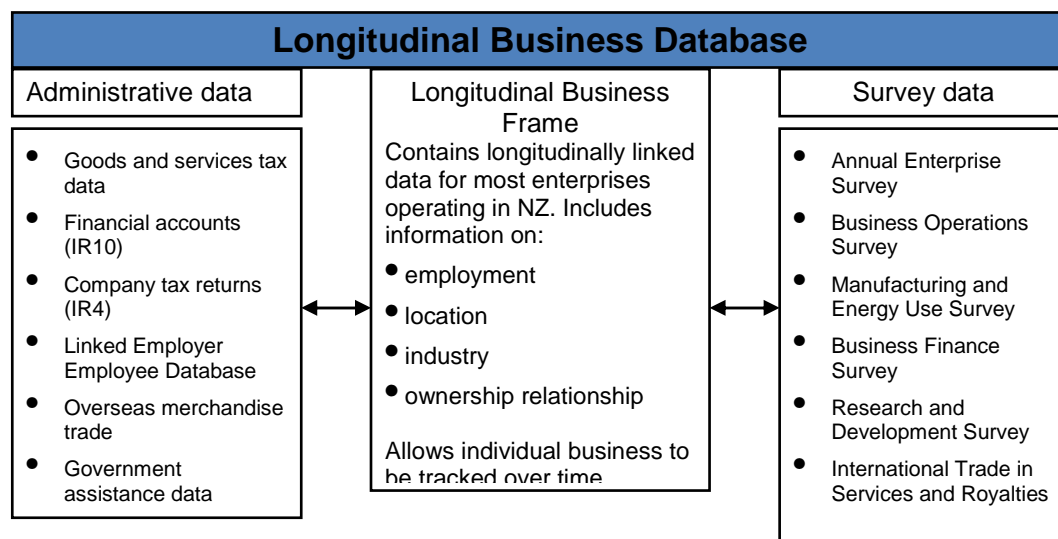 Longitudinal Business Database
Administrative data
• Goods and services tax
data
• Financial accounts
(IR10)
• Company tax returns
(IR4)
• Linked Employer
Employee Database
• Overseas merchandise
trade
• Government
assistance data
Longitudinal Business
Frame
Contains longitudinally linked
data for most enterprises
operating in NZ. Includes
information on:
• employment
• location
• industry
• ownership relationship
Allows individual business to
be tracked over time
Survey data
• Annual Enterprise
Survey
• Business Operations
Survey
• Manufacturing and
Energy Use Survey
• Business Finance
Survey
• Research and
Development Survey
• International Trade in
Services and Royalties